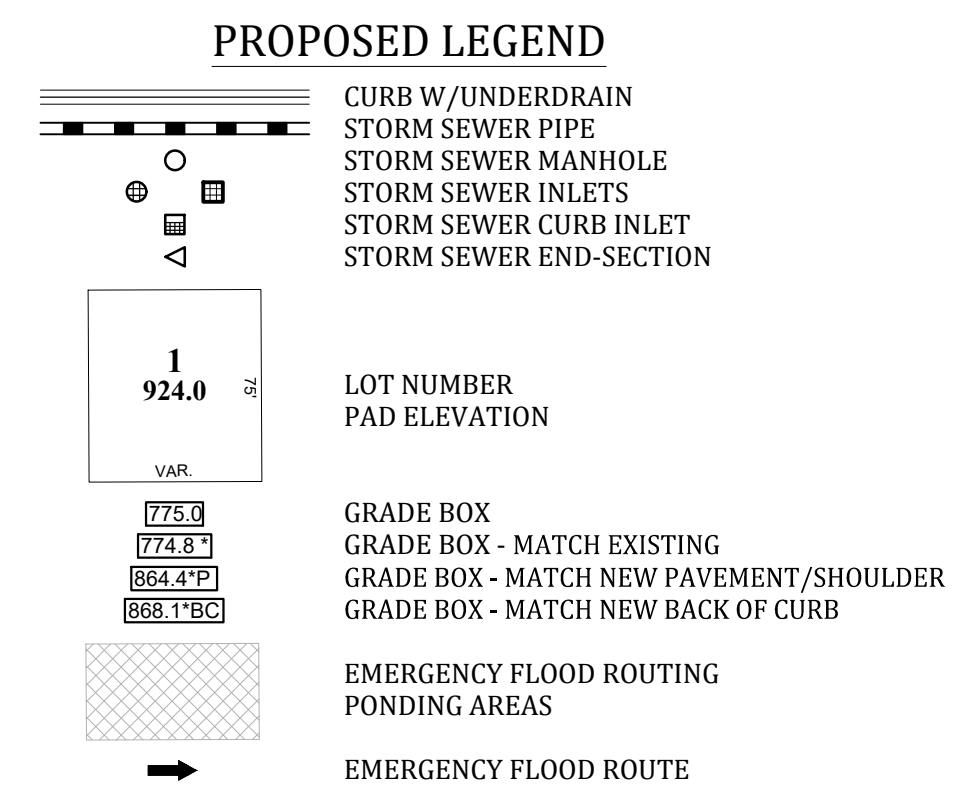 PROPOSED LEGEND
CURB W/UNDERDRAIN
STORM SEWER PIPE
STORM SEWER MANHOLE
STORM SEWER INLETS
STORM SEWER CURB INLET
STORM SEWER END-SECTION
1
924.0
75'
VAR.
LOT NUMBER
PAD ELEVATION
775.0 GRADE BOX
774.8 * GRADE BOX - MATCH EXISTING
864.4*P GRADE BOX - MATCH NEW PAVEMENT/SHOULDER
868.1*BC GRADE BOX - MATCH NEW BACK OF CURB
EMERGENCY FLOOD ROUTING
PONDING AREAS
EMERGENCY FLOOD ROUTE